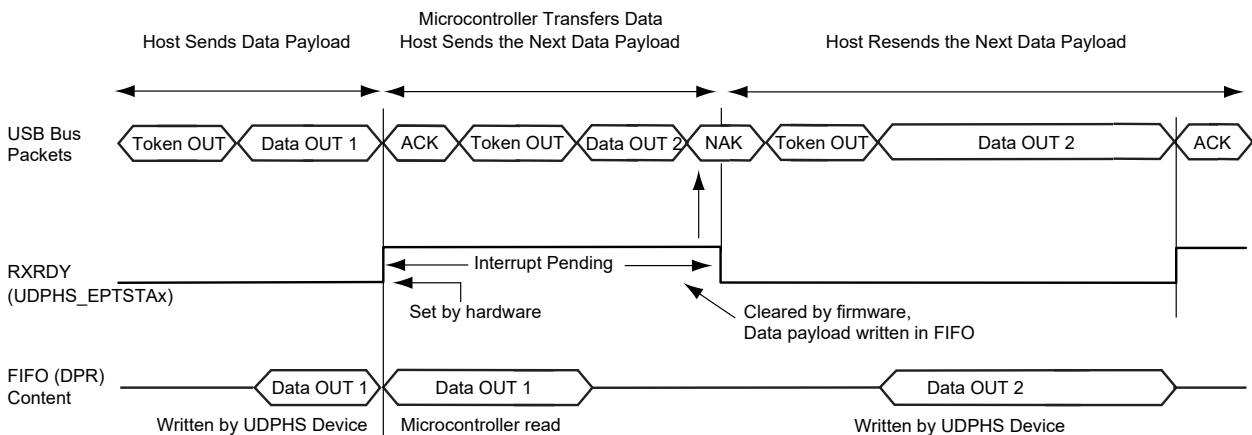 Microcontroller Transfers Data
Host Sends Data Payload
Host Sends the Next Data Payload
Host Resends the Next Data Payload
USB Bus
Packets
Token OUT
Data OUT 1
ACK
Token OUT
Data OUT 2
NAK
Token OUT
Data OUT 2
ACK
RXRDY
(UDPHS_EPTSTAx)
Interrupt Pending
Set by hardware
Cleared by firmware,
Data payload written in FIFO
FIFO (DPR)
Content
Data OUT 1
Data OUT 1
Data OUT 2
Written by UDPHS Device
Microcontroller read
Written by UDPHS Device